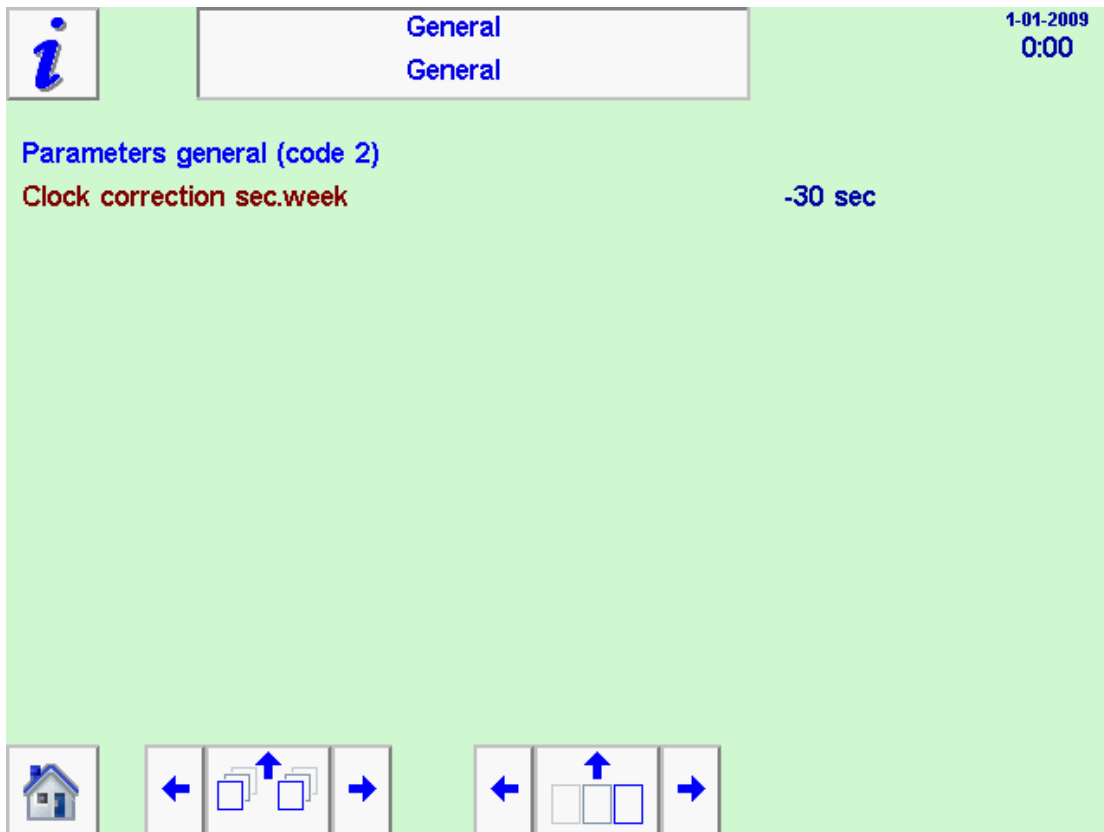 General
General
1-01-2009
0:00
Parameters general (code 2)
Clock correction sec.week -30 sec